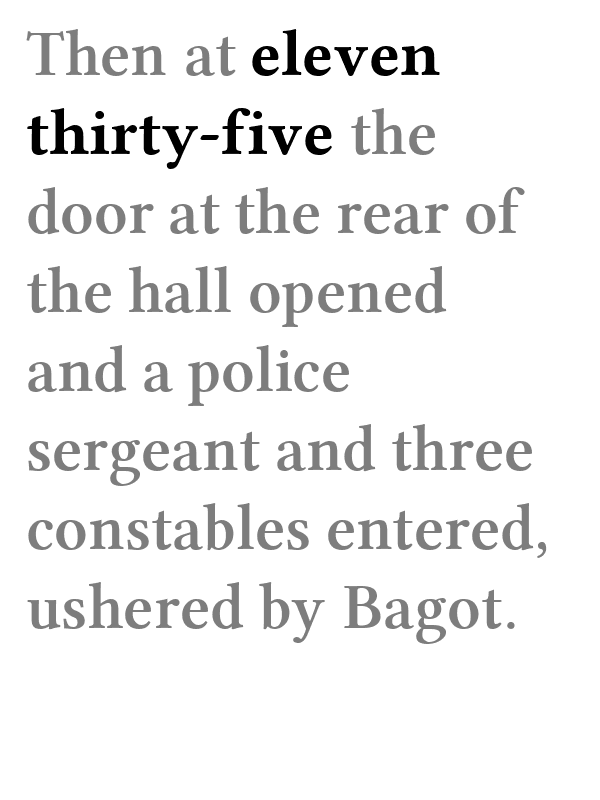 Then at eleven
thirty-five the
door at the rear of
the hall opened
and a police
sergeant and three
constables entered,
ushered by Bagot.